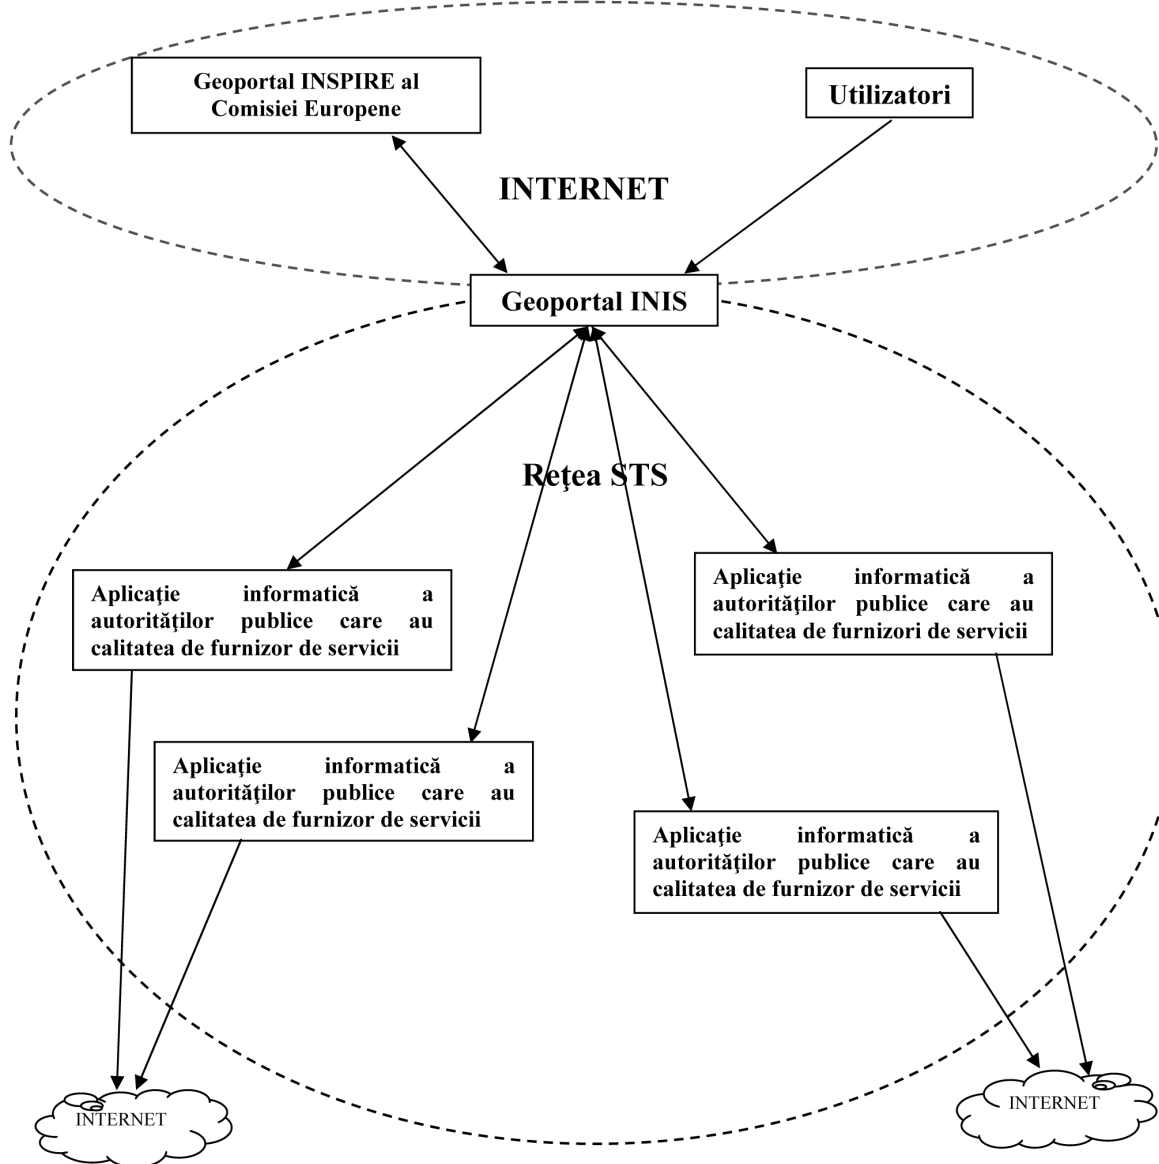 Geoportal INSPIRE al
Comisiei Europene
Utilizatori
INTERNET
Geoportal INIS
Reţea STS
Aplicaţie informatică a
autorităţilor publice care au
calitatea de furnizor de servicii
Aplicaţie informatică a
autorităţilor publice care au
calitatea de furnizori de servicii
Aplicaţie informatică a
autorităţilor publice care au
calitatea de furnizor de servicii
Aplicaţie informatică a
autorităţilor publice care au
calitatea de furnizor de servicii
INTERNET
INTERNET